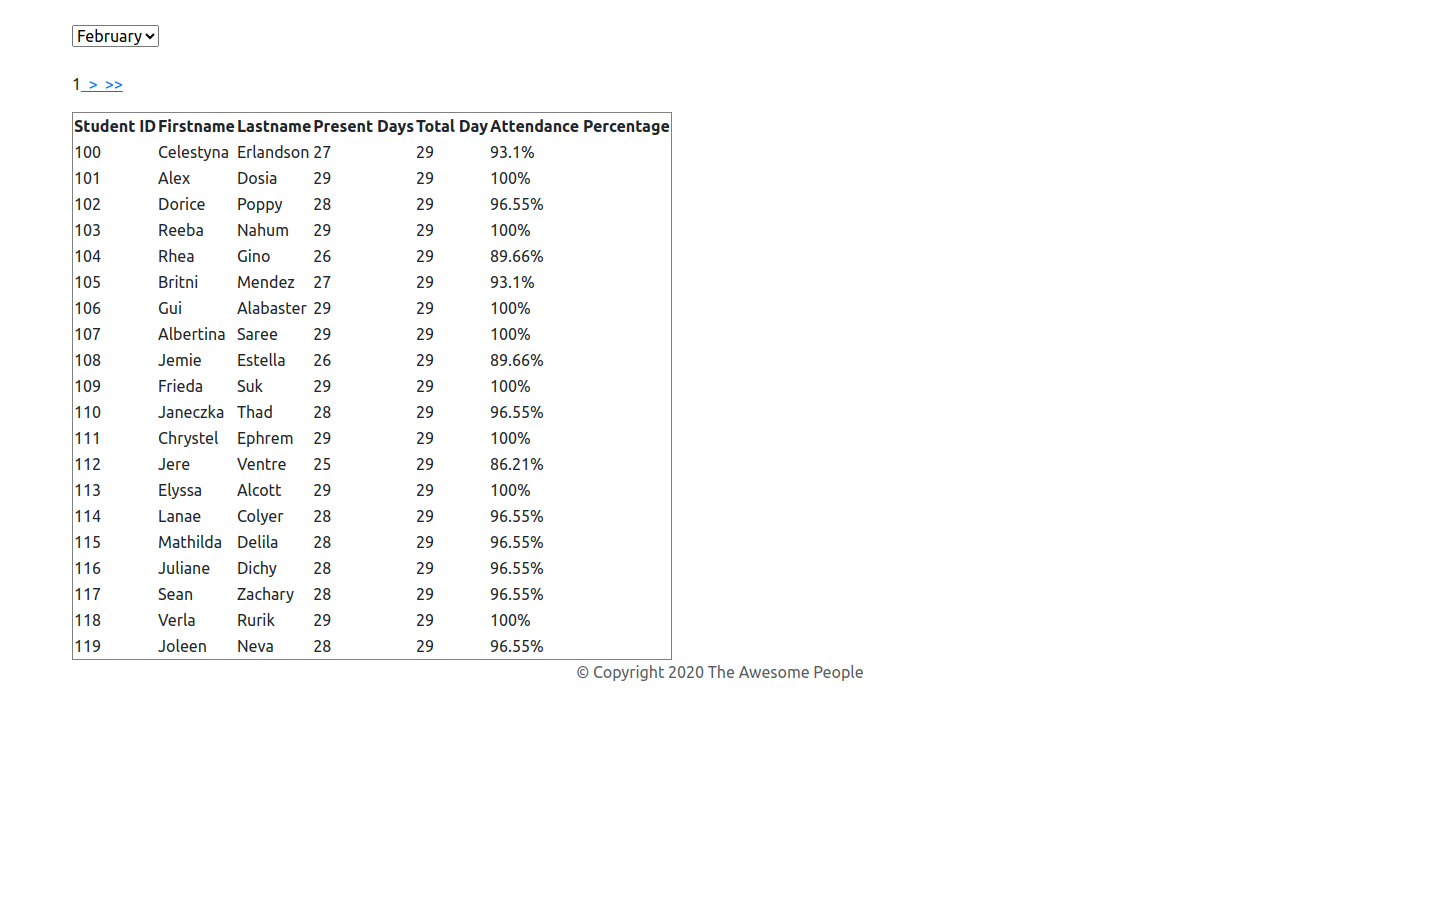 February
1 > >>
Student ID Firstname Lastname Present Days Total Day Attendance Percentage
100 Celestyna Erlandson 27 29 93.1%
101 Alex Dosia 29 29 100%
102 Dorice Poppy 28 29 96.55%
103 Reeba Nahum 29 29 100%
104 Rhea Gino 26 29 89.66%
105 Britni Mendez 27 29 93.1%
106 Gui Alabaster 29 29 100%
107 Albertina Saree 29 29 100%
108 Jemie Estella 26 29 89.66%
109 Frieda Suk 29 29 100%
110 Janeczka Thad 28 29 96.55%
111 Chrystel Ephrem 29 29 100%
112 Jere Ventre 25 29 86.21%
113 Elyssa Alcott 29 29 100%
114 Lanae Colyer 28 29 96.55%
115 Mathilda Delila 28 29 96.55%
116 Juliane Dichy 28 29 96.55%
117 Sean Zachary 28 29 96.55%
118 Verla Rurik 29 29 100%
119 Joleen Neva 28 29 96.55%
© Copyright 2020 The Awesome People